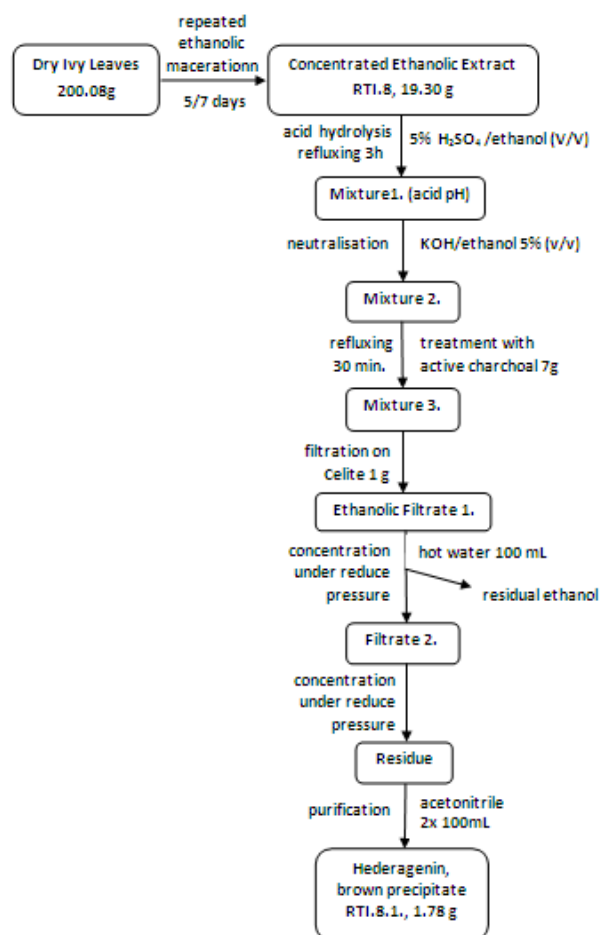 repeated
ethanolic
macerationn
5/7 days
Dry Ivy Leaves
200.08g
Concentrated Ethanolic Extract
RTI.8, 19.30 g
acid hydrolysis
refluxing 3h
5% H₂SO₄ /ethanol (V/V)
Mixture1. (acid pH)
neutralisation
KOH/ethanol 5% (v/v)
Mixture 2.
refluxing
30 min.
treatment with
active charchoal 7g
Mixture 3.
filtration on
Celite 1 g
Ethanolic Filtrate 1.
concentration
under reduce
pressure
hot water 100 mL
residual ethanol
Filtrate 2.
concentration
under reduce
pressure
Residue
purification
acetonitrile
2x 100mL
Hederagenin,
brown precipitate
RTI.8.1., 1.78 g